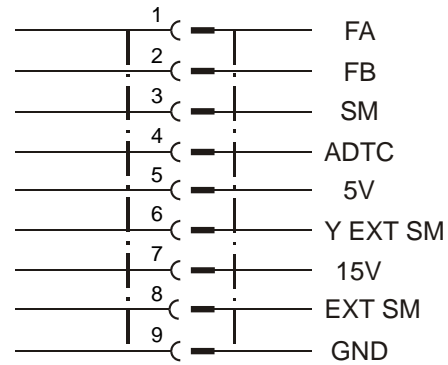 1 FA
2 FB
3 SM
4 ADTC
5 5V
6 Y EXT SM
7 15V
8 EXT SM
9 GND